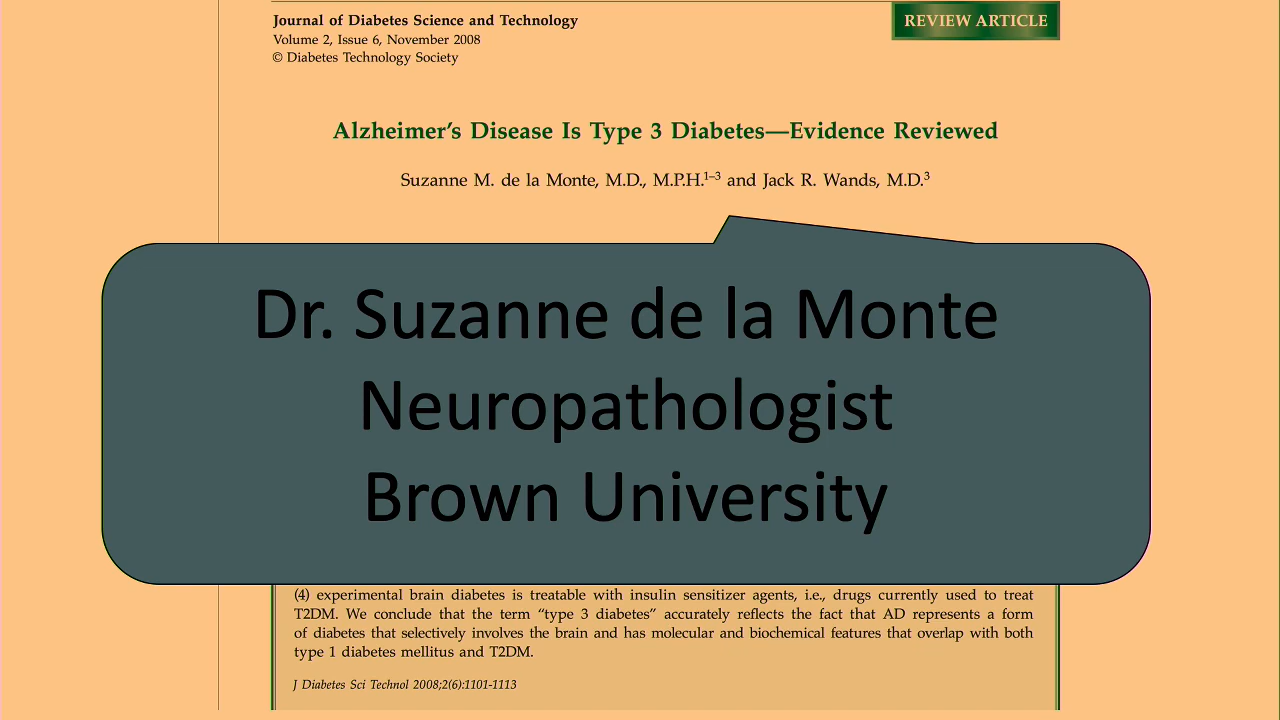 Journal of Diabetes Science and Technology
Volume 2, Issue 6, November 2008
© Diabetes Technology Society
REVIEW ARTICLE
Alzheimer's Disease Is Type 3 Diabetes—Evidence Reviewed
Suzanne M. de la Monte, M.D., M.P.H.¹⁻³ and Jack R. Wands, M.D.³
Dr. Suzanne de la Monte
Neuropathologist
Brown University
(4) experimental brain diabetes is treatable with insulin sensitizer agents, i.e., drugs currently used to treat
T2DM. We conclude that the term “type 3 diabetes” accurately reflects the fact that AD represents a form
of diabetes that selectively involves the brain and has molecular and biochemical features that overlap with both
type 1 diabetes mellitus and T2DM.
J Diabetes Sci Technol 2008;2(6):1101-1113